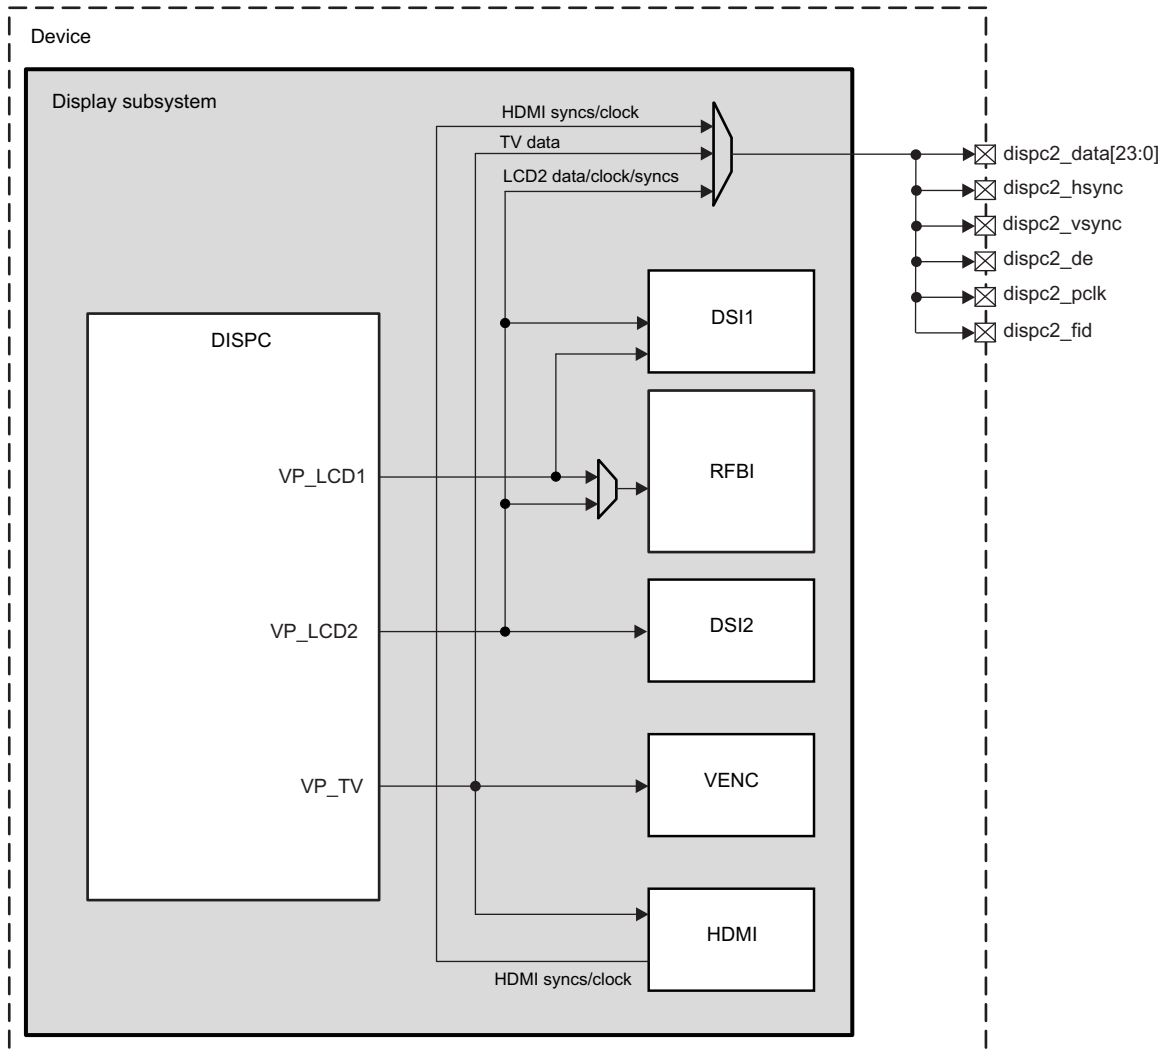 Device
Display subsystem
HDMI syncs/clock
TV data
LCD2 data/clock/syncs
dispc2_data[23:0]
dispc2_hsync
dispc2_vsync
dispc2_de
dispc2_pclk
dispc2_fid
DISPC
VP_LCD1
VP_LCD2
VP_TV
DSI1
RFBI
DSI2
VENC
HDMI
HDMI syncs/clock